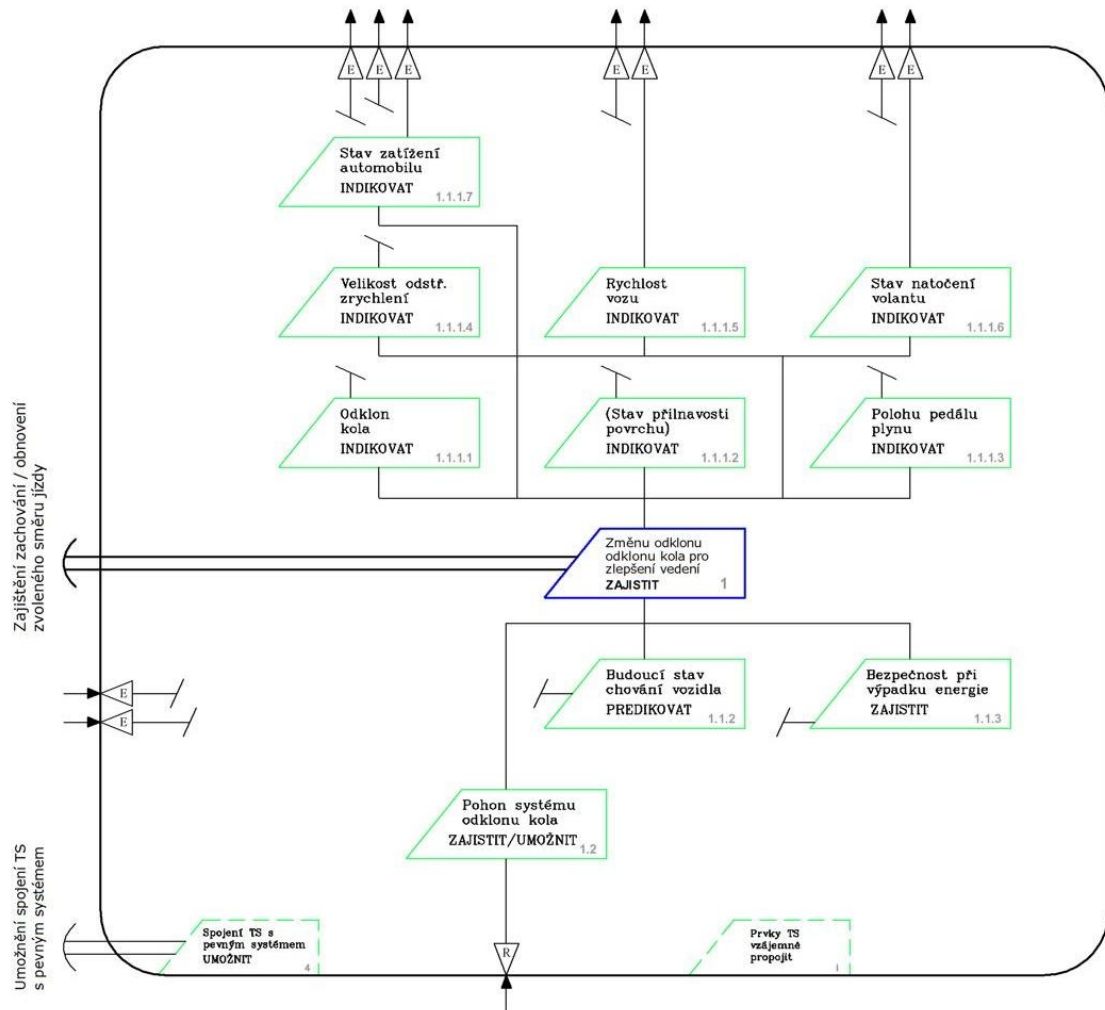 E
E
E
E
E
E
E
Stav zatížení
automobilu
INDIKOVAT
1.1.1.7
Velikost odstř.
zrychlení
INDIKOVAT
1.1.1.4
Rychlost
vozu
INDIKOVAT
1.1.1.5
Stav natočení
volantu
INDIKOVAT
1.1.1.6
Odklon
kola
INDIKOVAT
1.1.1.1
(Stav přilnavosti
povrchu)
INDIKOVAT
1.1.1.2
Polohu pedálu
plynu
INDIKOVAT
1.1.1.3
Zajištění zachování / obnovení
zvoleného směru jízdy
Změnu odklonu
odklonu kola pro
zlepšení vedení
ZAJISTIT
1
E
E
Budoucí stav
chování vozidla
PREDIKOVAT
1.1.2
Bezpečnost při
výpadku energie
ZAJISTIT
1.1.3
Pohon systému
odklonu kola
ZAJISTIT/UMOŽNIT
1.2
Umožnění spojení TS
s pevným systémem
Spojení TS s
pevným systémem
UMOŽNIT
4
R
Prvky TS
vzájemně
propojit
I